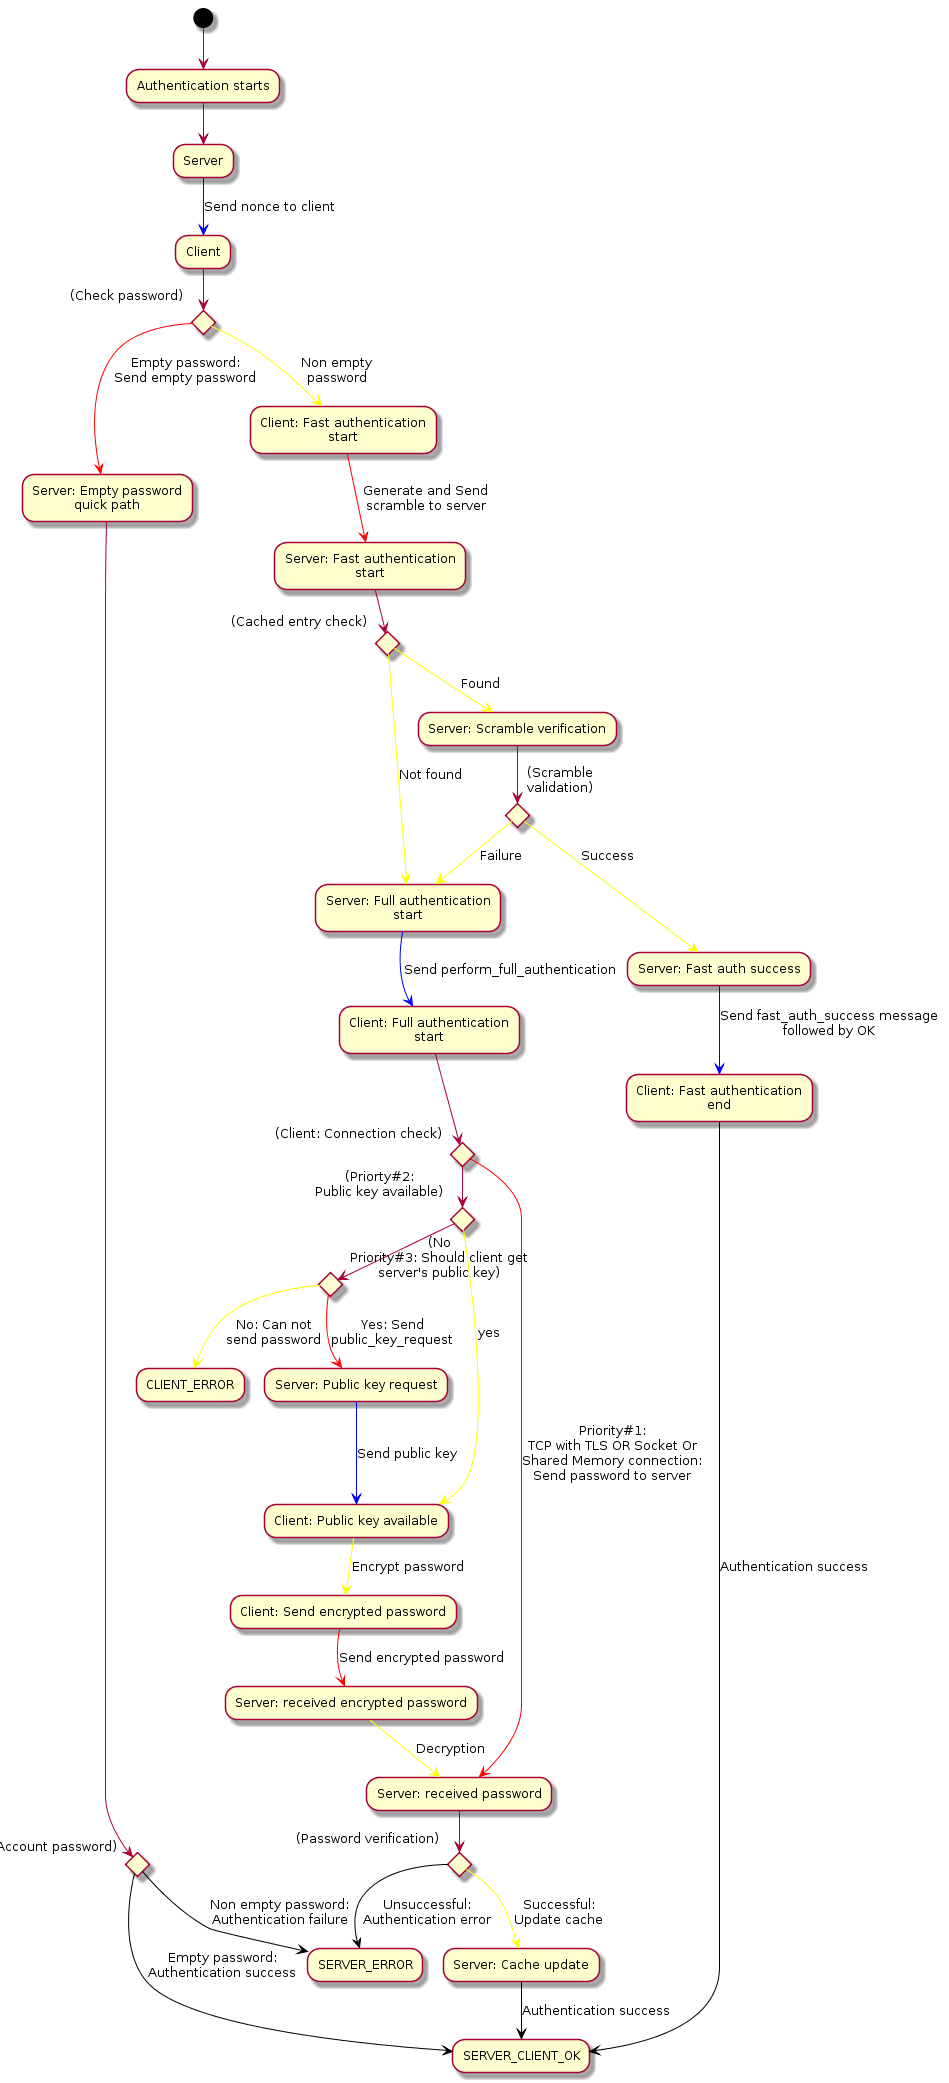 Authentication starts
Server
Send nonce to client
Client
(Check password)
Empty password:
Send empty password
Non empty
password
Client: Fast authentication
start
Server: Empty password
quick path
Generate and Send
scramble to server
Server: Fast authentication
start
(Cached entry check)
Found
Server: Scramble verification
Not found
(Scramble
validation)
Failure
Success
Server: Full authentication
start
Server: Fast auth success
Send perform_full_authentication
Send fast_auth_success message
followed by OK
Client: Full authentication
start
Client: Fast authentication
end
(Client: Connection check)
(Priorty#2:
Public key available)
(No
Priority#3: Should client get
server's public key)
No: Can not
send password
Yes: Send
public_key_request
yes
CLIENT_ERROR
Server: Public key request
Priority#1:
TCP with TLS OR Socket Or
Shared Memory connection:
Send password to server
Send public key
Client: Public key available
Encrypt password
Authentication success
Client: Send encrypted password
Send encrypted password
Server: received encrypted password
Decryption
Server: received password
(Password verification)
Account password)
Non empty password:
Authentication failure
Unsuccessful:
Authentication error
Successful:
Update cache
Empty password:
Authentication success
SERVER_ERROR
Server: Cache update
Authentication success
SERVER_CLIENT_OK